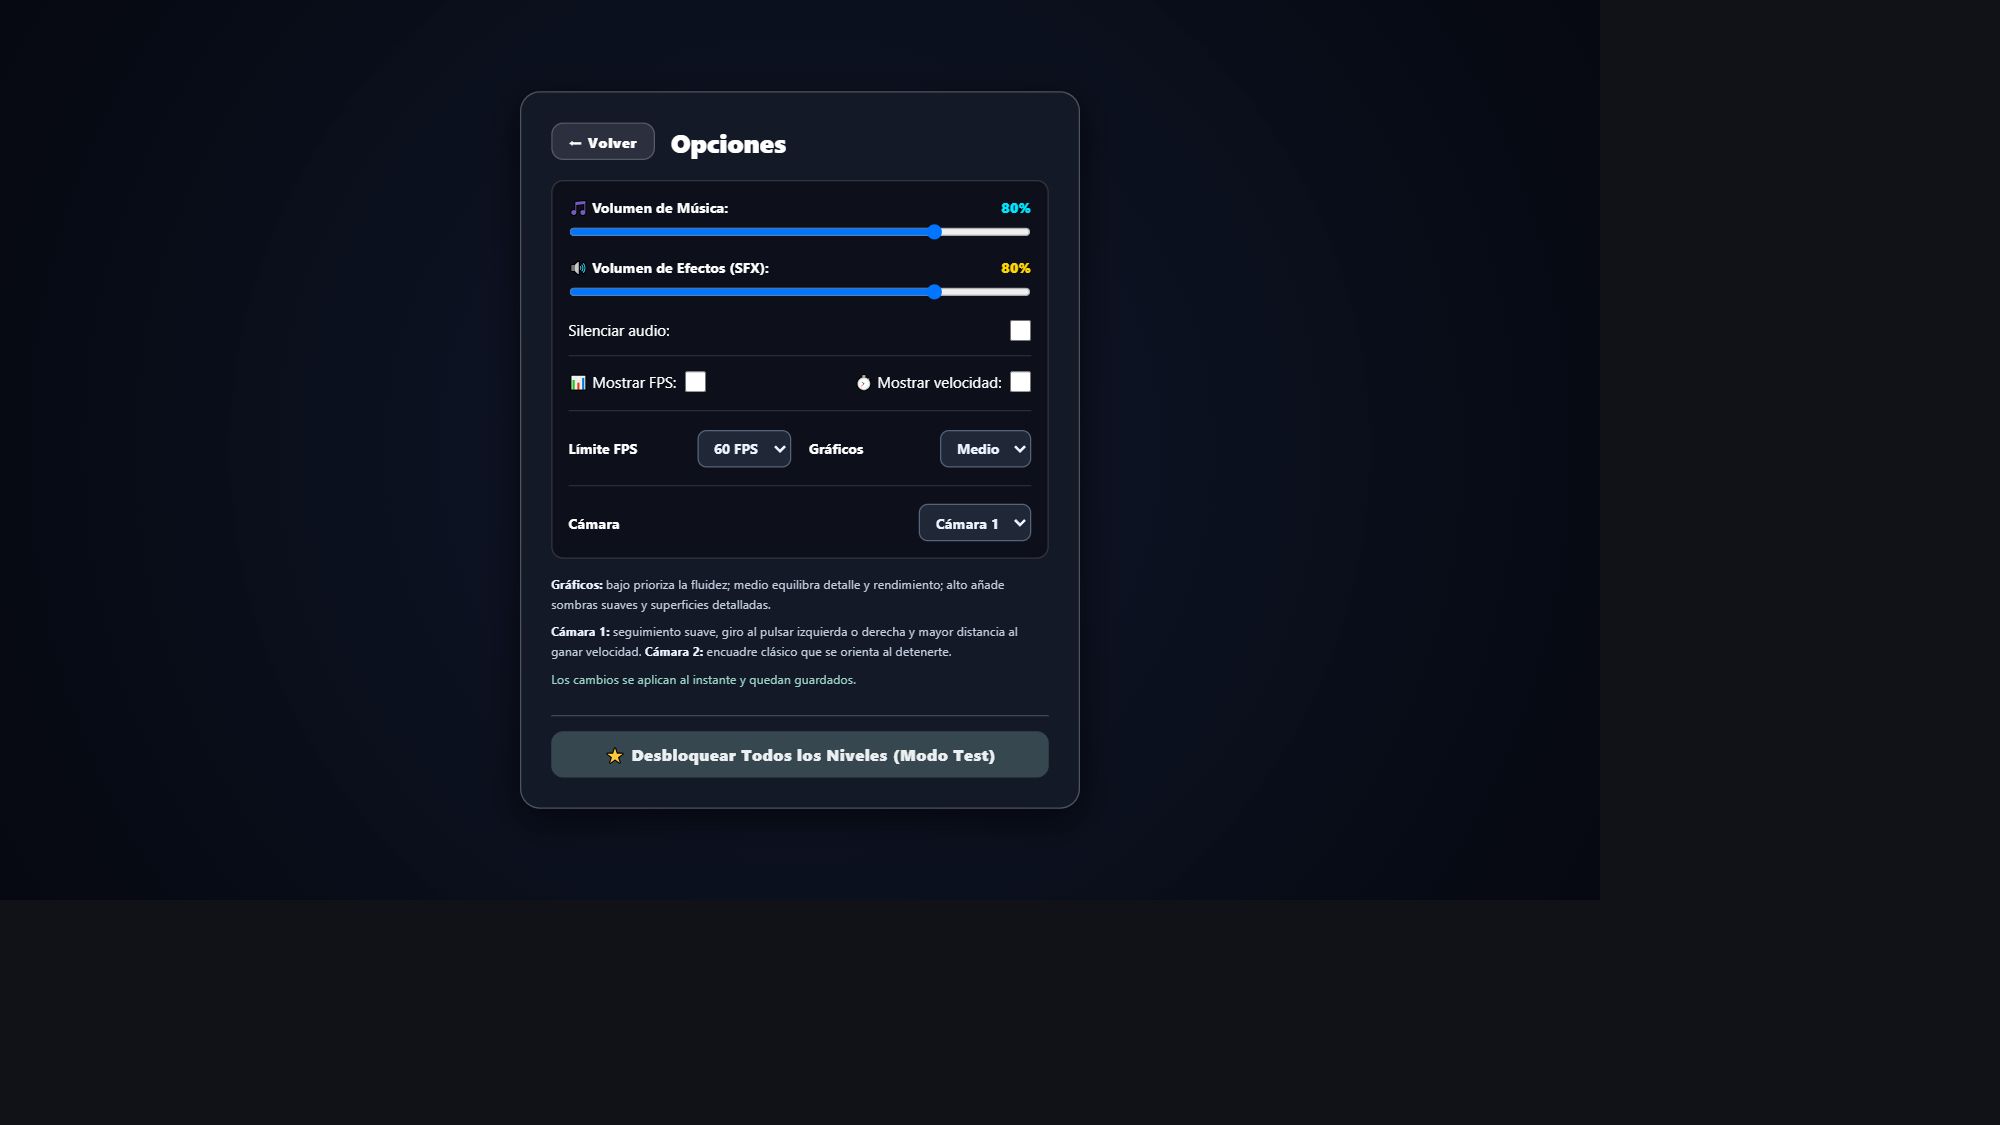 ← Volver
Opciones
🎵 Volumen de Música: 80%
🔊 Volumen de Efectos (SFX): 80%
Silenciar audio:
📊 Mostrar FPS: ⏱️ Mostrar velocidad:
Límite FPS 60 FPS Gráficos Medio
Cámara Cámara 1
Gráficos: bajo prioriza la fluidez; medio equilibra detalle y rendimiento; alto añade
sombras suaves y superficies detalladas.
Cámara 1: seguimiento suave, giro al pulsar izquierda o derecha y mayor distancia al
ganar velocidad. Cámara 2: encuadre clásico que se orienta al detenerte.
Los cambios se aplican al instante y quedan guardados.
⭐ Desbloquear Todos los Niveles (Modo Test)